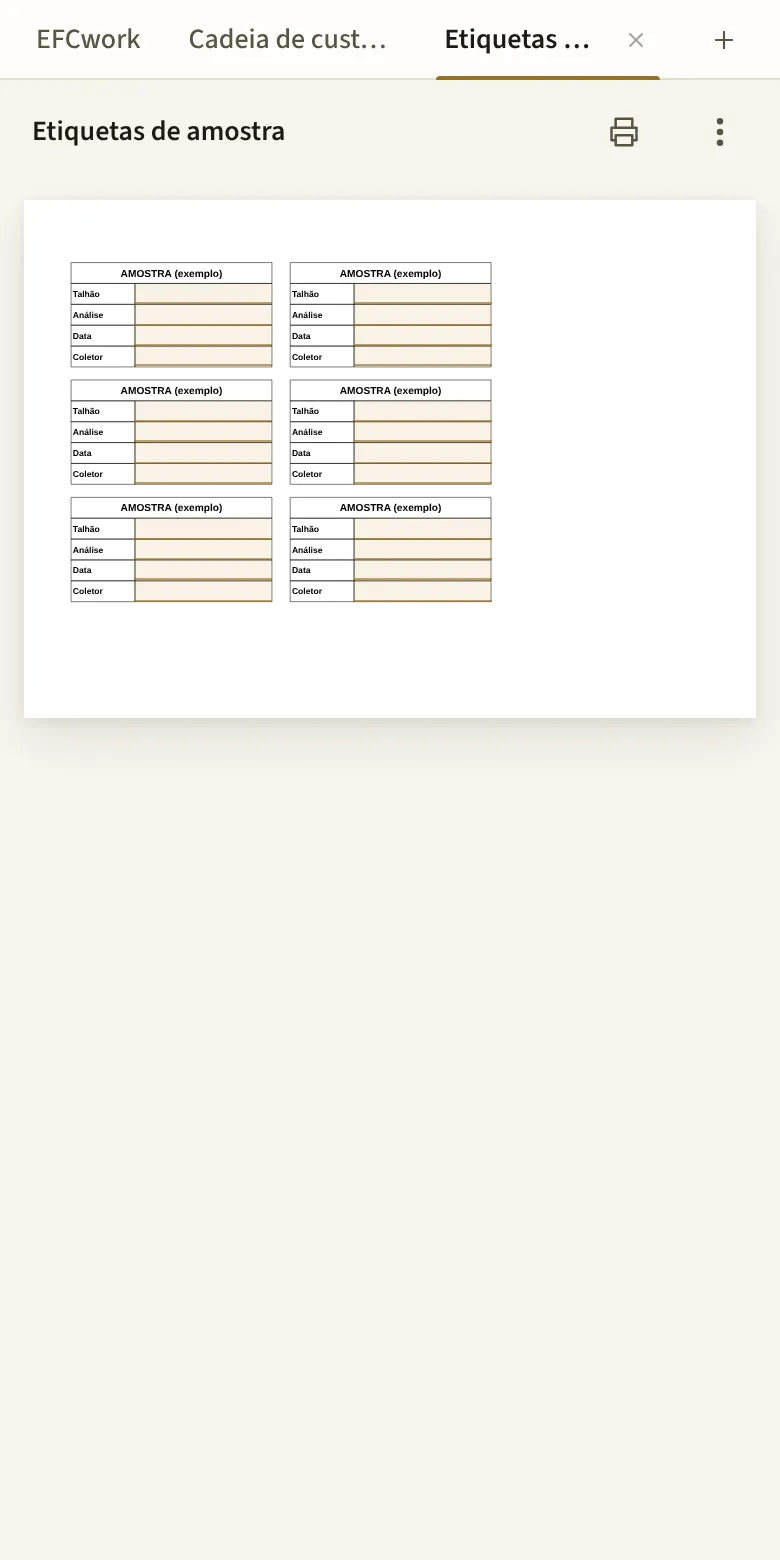 EFCwork Cadeia de cust… Etiquetas …
Etiquetas de amostra
AMOSTRA (exemplo) AMOSTRA (exemplo)
Talhão Talhão
Análise Análise
Data Data
Coletor Coletor
AMOSTRA (exemplo) AMOSTRA (exemplo)
Talhão Talhão
Análise Análise
Data Data
Coletor Coletor
AMOSTRA (exemplo) AMOSTRA (exemplo)
Talhão Talhão
Análise Análise
Data Data
Coletor Coletor